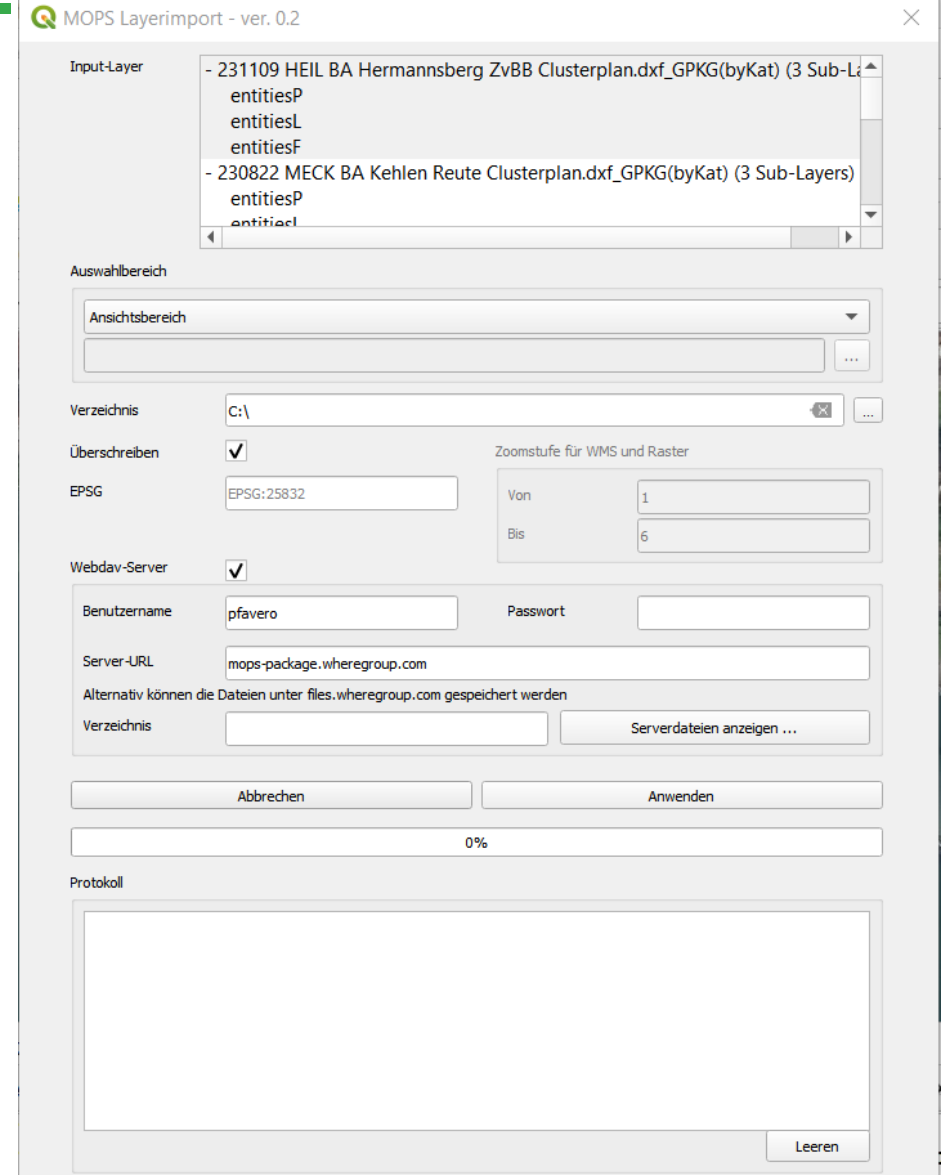 MOPS Layerimport - ver. 0.2
Input-Layer
- 231109 HEIL BA Hermannsberg ZvBB Clusterplan.dxf_GPKG(byKat) (3 Sub-La
entitiesP
entitiesL
entitiesF
- 230822 MECK BA Kehlen Reute Clusterplan.dxf_GPKG(byKat) (3 Sub-Layers)
entitiesP
entitiesL
Auswahlbereich
Ansichtsbereich
...
Verzeichnis C:\ ...
Überschreiben Zoomstufe für WMS und Raster
EPSG EPSG:25832 Von 1
Bis 6
Webdav-Server
Benutzername pfavero Passwort
Server-URL mops-package.wheregroup.com
Alternativ können die Dateien unter files.wheregroup.com gespeichert werden
Verzeichnis Serverdateien anzeigen ...
Abbrechen Anwenden
0%
Protokoll
Leeren